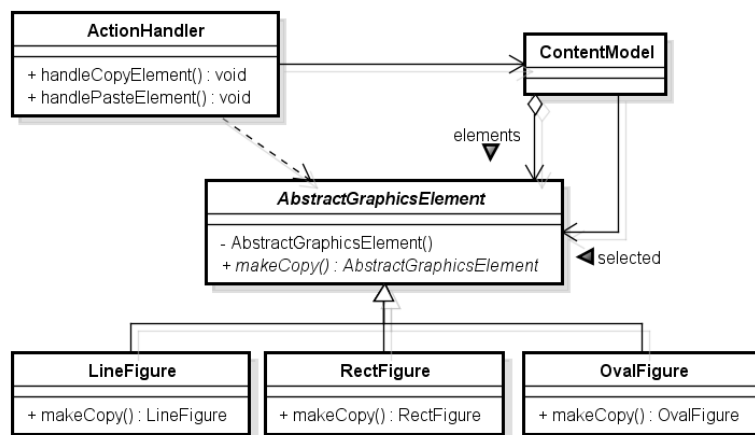 ActionHandler
+ handleCopyElement() : void
+ handlePasteElement() : void
ContentModel
elements
AbstractGraphicsElement
- AbstractGraphicsElement()
+ makeCopy() : AbstractGraphicsElement
selected
LineFigure
+ makeCopy() : LineFigure
RectFigure
+ makeCopy() : RectFigure
OvalFigure
+ makeCopy() : OvalFigure